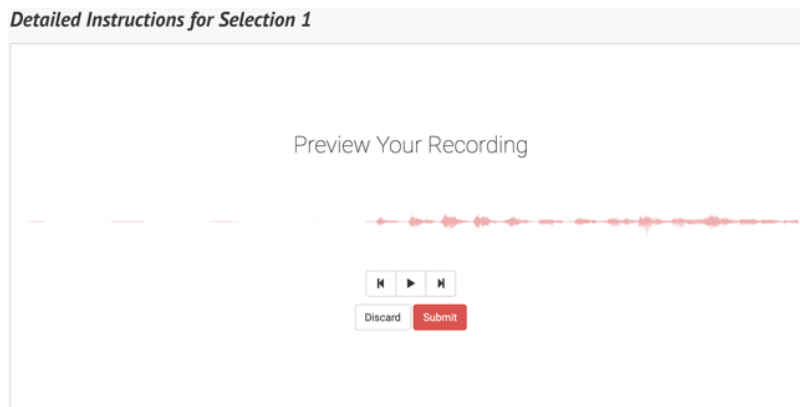 Detailed Instructions for Selection 1
Preview Your Recording
Discard Submit